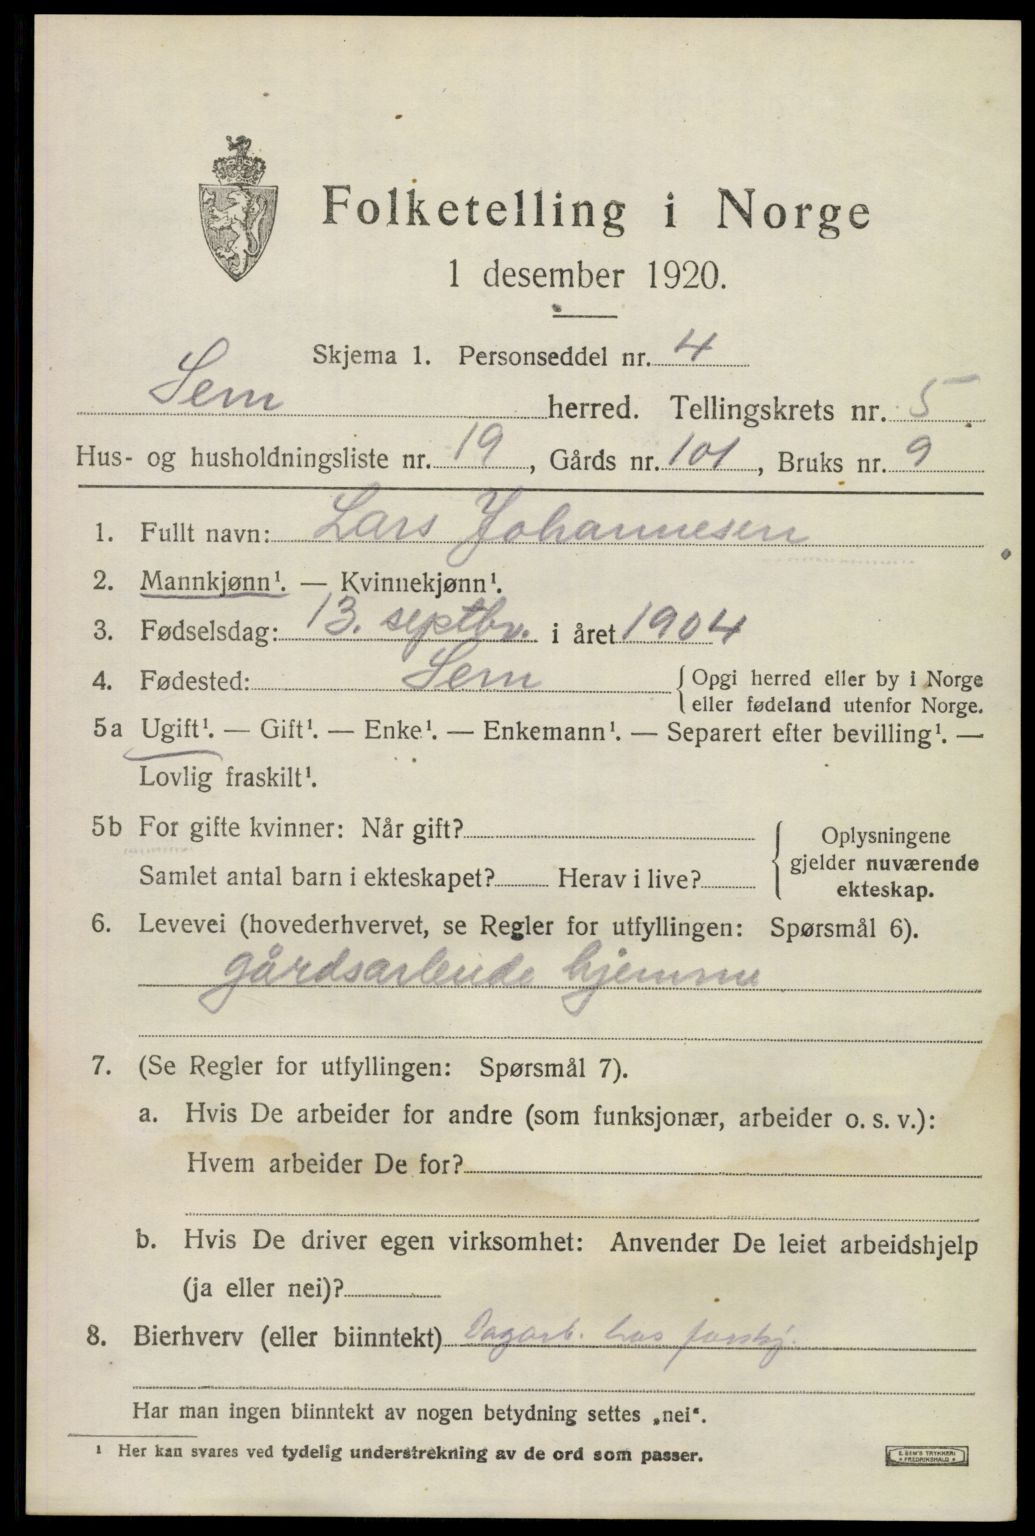 Folketelling i Norge
1 desember 1920.
Skjema 1. Personseddel nr. 4
Sem herred. Tellingskrets nr. 5
Hus- og husholdningsliste nr. 19, Gårds nr. 101, Bruks nr. 9
1. Fullt navn: Lars Johannesen
2. Mannkjønn¹. — Kvinnekjønn¹.
3. Fødselsdag: 13. septbr. i året 1904
4. Fødested: Sem {Opgi herred eller by i Norge
eller fødeland utenfor Norge.
5a Ugift¹. — Gift¹. — Enke¹. — Enkemann¹. — Separert efter bevilling¹. —
Lovlig fraskilt¹.
5b For gifte kvinner: Når gift?
Samlet antal barn i ekteskapet? Herav i live?
{Oplysningene
gjelder nuværende
ekteskap.
6. Levevei (hovederhvervet, se Regler for utfyllingen: Spørsmål 6).
gårdsarbeide hjemme
7. (Se Regler for utfyllingen: Spørsmål 7).
a. Hvis De arbeider for andre (som funksjonær, arbeider o. s. v.):
Hvem arbeider De for?
b. Hvis De driver egen virksomhet: Anvender De leiet arbeidshjelp
(ja eller nei)?
8. Bierhverv (eller biinntekt) Dagarb. hos forskj.
Har man ingen biinntekt av nogen betydning settes „nei“.
¹ Her kan svares ved tydelig understrekning av de ord som passer.
E. SEM'S TRYKKERI
FREDRIKSHALD